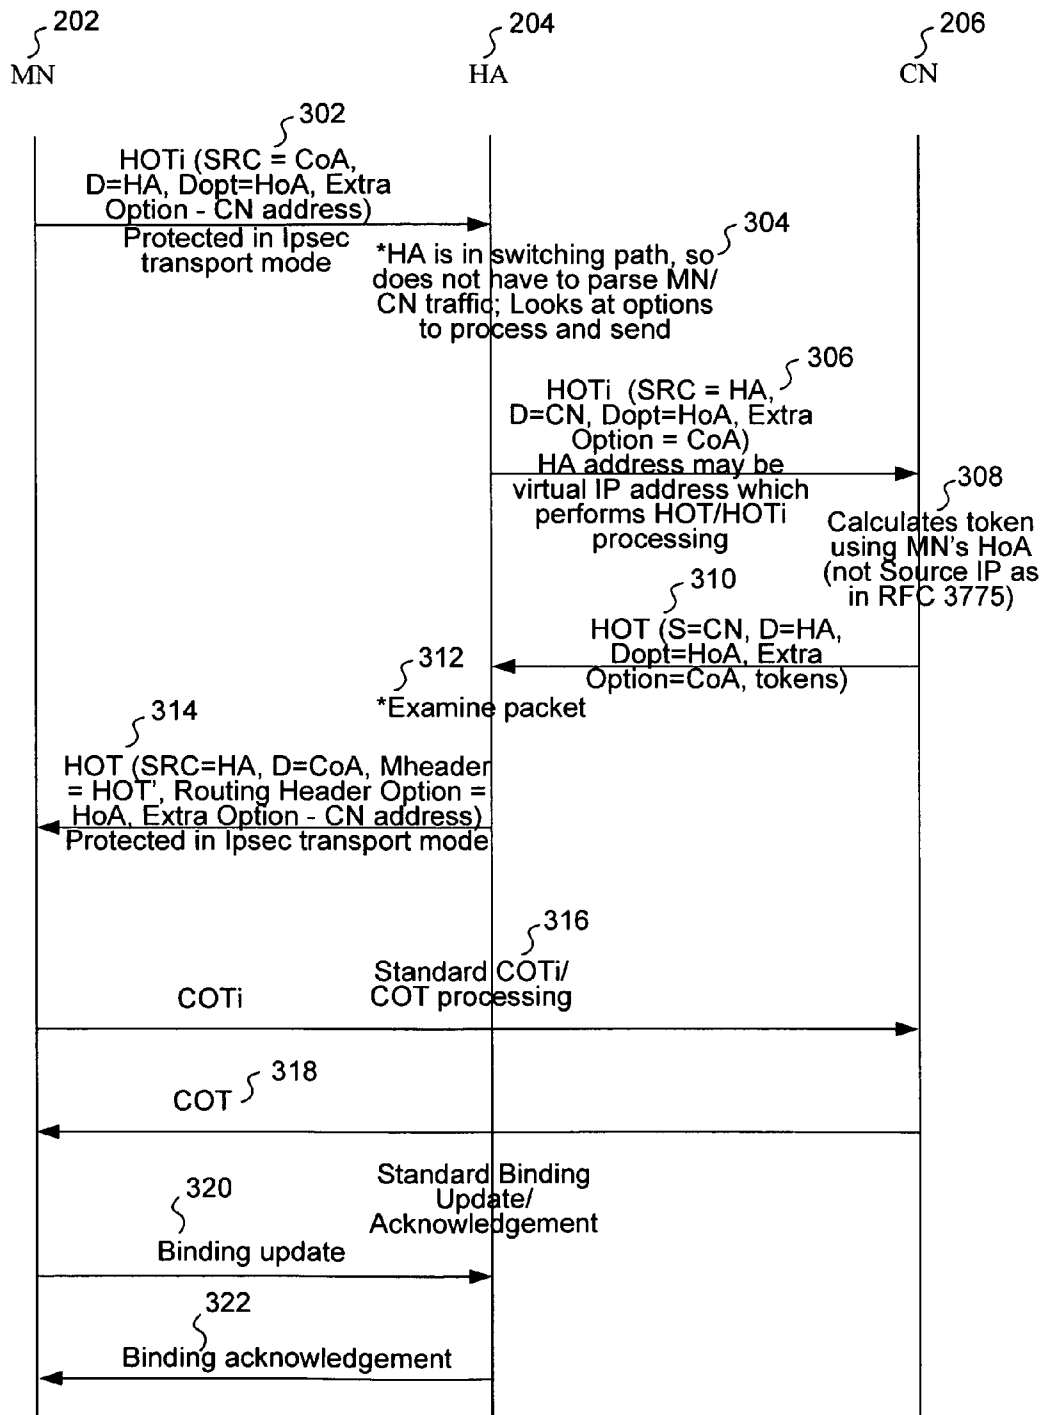 202
204
206
MN
HA
CN
302
HOTi (SRC = CoA,
D=HA, Dopt=HoA, Extra
Option - CN address)
Protected in Ipsec
transport mode
304
*HA is in switching path, so
does not have to parse MN/
CN traffic; Looks at options
to process and send
306
HOTi (SRC = HA,
D=CN, Dopt=HoA, Extra
Option = CoA)
HA address may be
virtual IP address which
performs HOT/HOTi
processing
308
Calculates token
using MN's HoA
(not Source IP as
in RFC 3775)
310
HOT (S=CN, D=HA,
Dopt=HoA, Extra
Option=CoA, tokens)
312
*Examine packet
314
HOT (SRC=HA, D=CoA, Mheader
= HOT', Routing Header Option =
HoA, Extra Option - CN address)
Protected in Ipsec transport mode
316
Standard COTi/
COT processing
COTi
318
COT
Standard Binding
Update/
Acknowledgement
320
Binding update
322
Binding acknowledgement